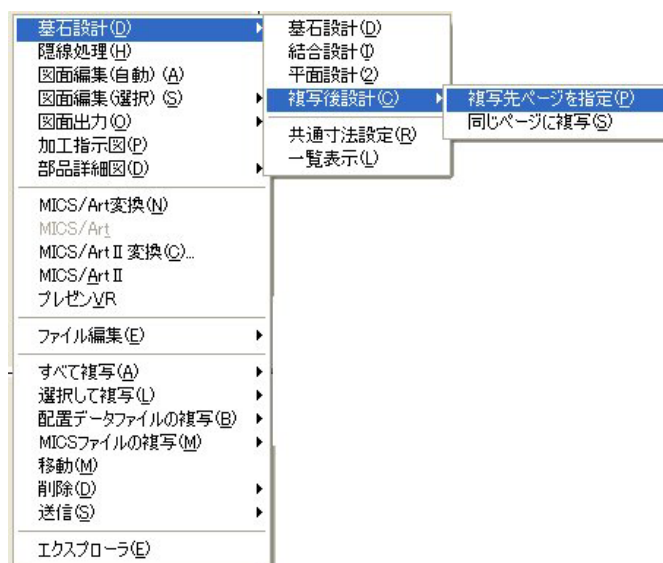 墓石設計(D)
隠線処理(H)
図面編集(自動) (A)
図面編集(選択) (S)
図面出力(O)
加工指示図(P)
部品詳細図(D)
MICS/Art変換(N)
MICS/Art
MICS/ArtⅡ変換(C)...
MICS/ArtⅡ
プレゼンVR
ファイル編集(E)
すべて複写(A)
選択して複写(L)
配置データファイルの複写(B)
MICSファイルの複写(M)
移動(M)
削除(D)
送信(S)
エクスプローラ(E)
墓石設計(D)
結合設計(I)
平面設計(2)
複写後設計(C)
共通寸法設定(R)
一覧表示(L)
複写先ページを指定(P)
同じページに複写(S)